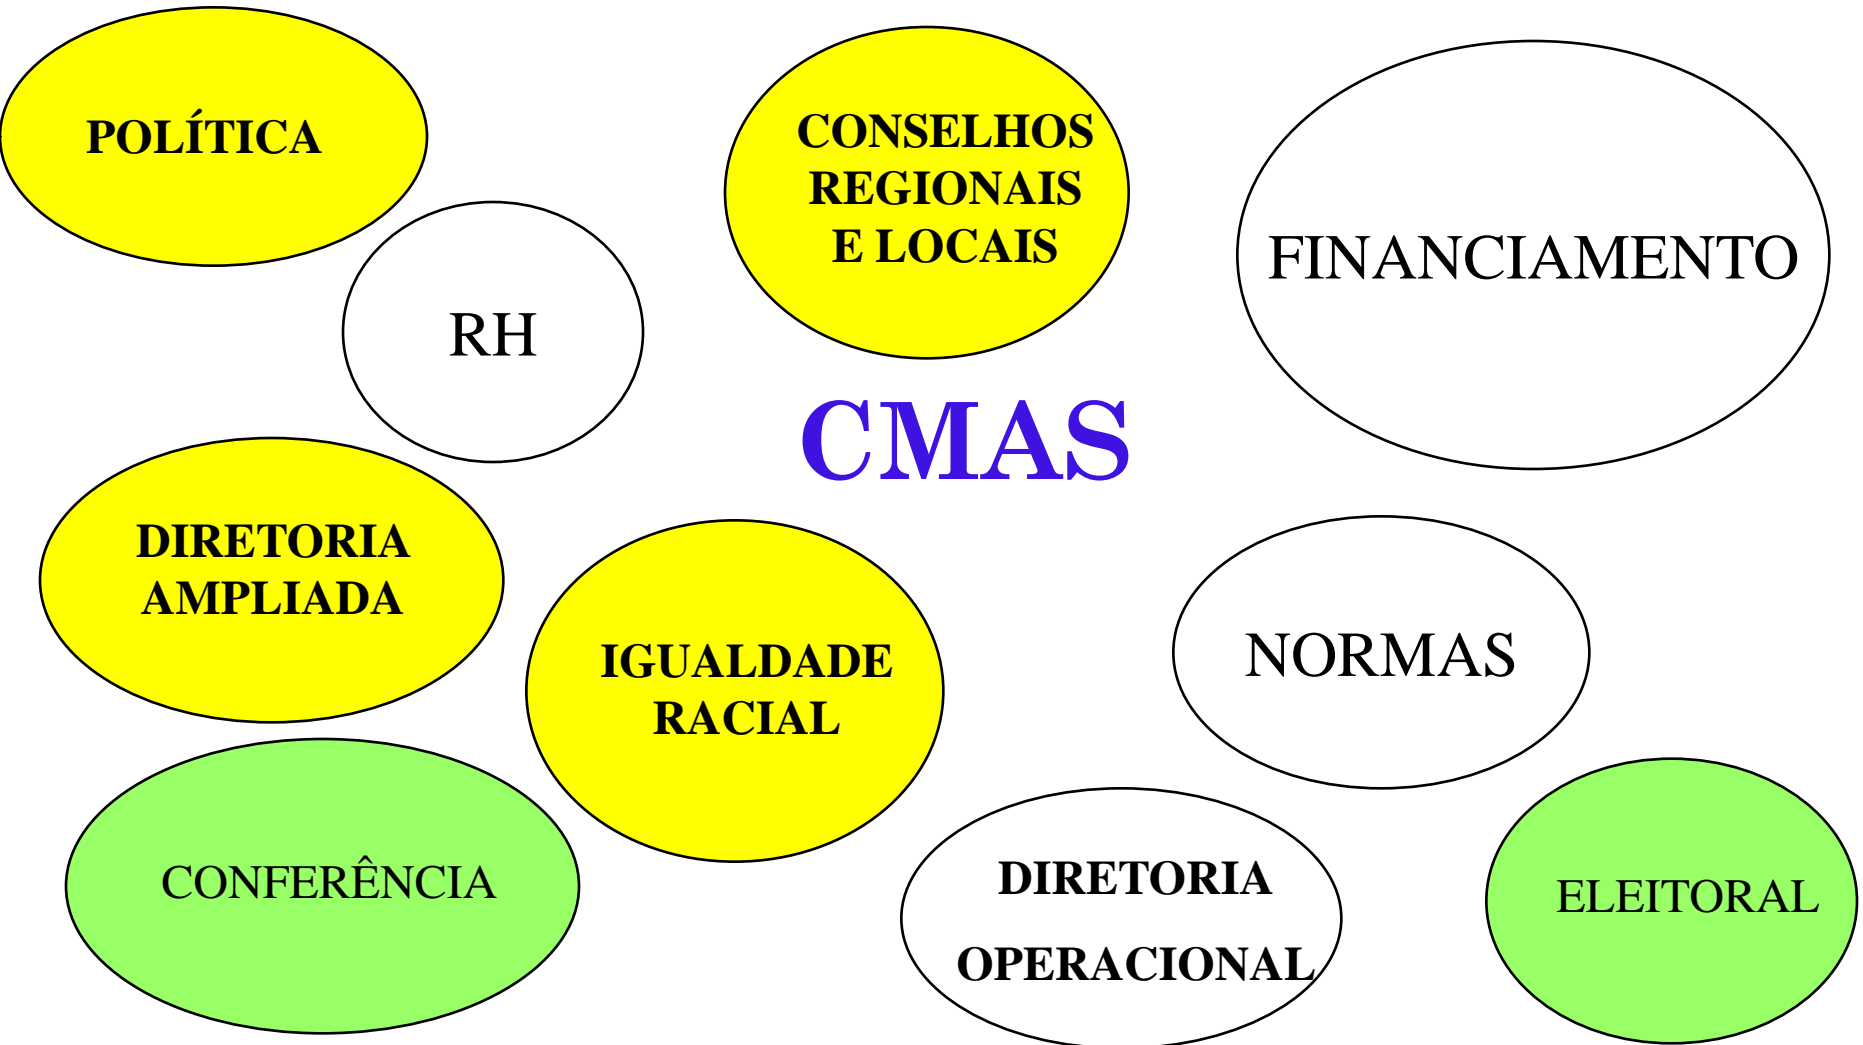 POLÍTICA
CONSELHOS
REGIONAIS
E LOCAIS
FINANCIAMENTO
RH
CMAS
DIRETORIA
AMPLIADA
IGUALDADE
RACIAL
NORMAS
CONFERÊNCIA
DIRETORIA
OPERACIONAL
ELEITORAL